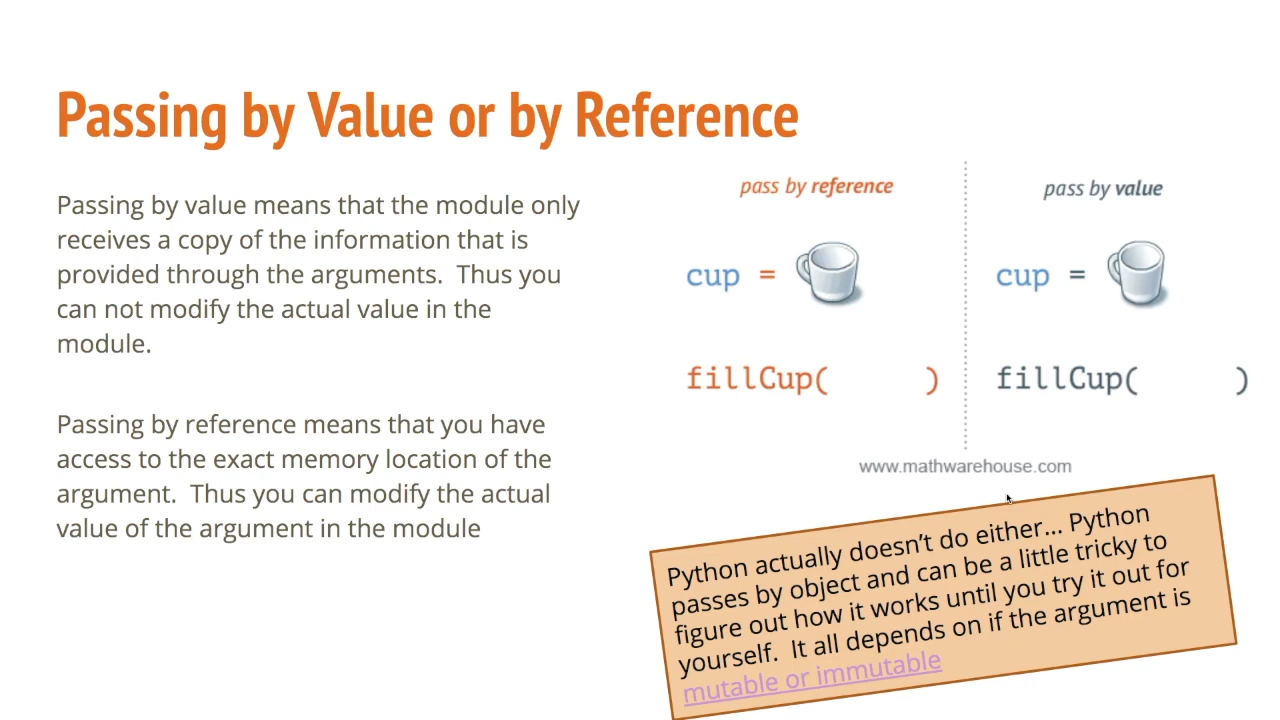 Passing by Value or by Reference
Passing by value means that the module only
receives a copy of the information that is
provided through the arguments.  Thus you
can not modify the actual value in the
module.
Passing by reference means that you have
access to the exact memory location of the
argument.  Thus you can modify the actual
value of the argument in the module
pass by reference
cup =
fillCup(          )
pass by value
cup =
fillCup(          )
www.mathwarehouse.com
Python actually doesn’t do either... Python
passes by object and can be a little tricky to
figure out how it works until you try it out for
yourself.  It all depends on if the argument is
mutable or immutable